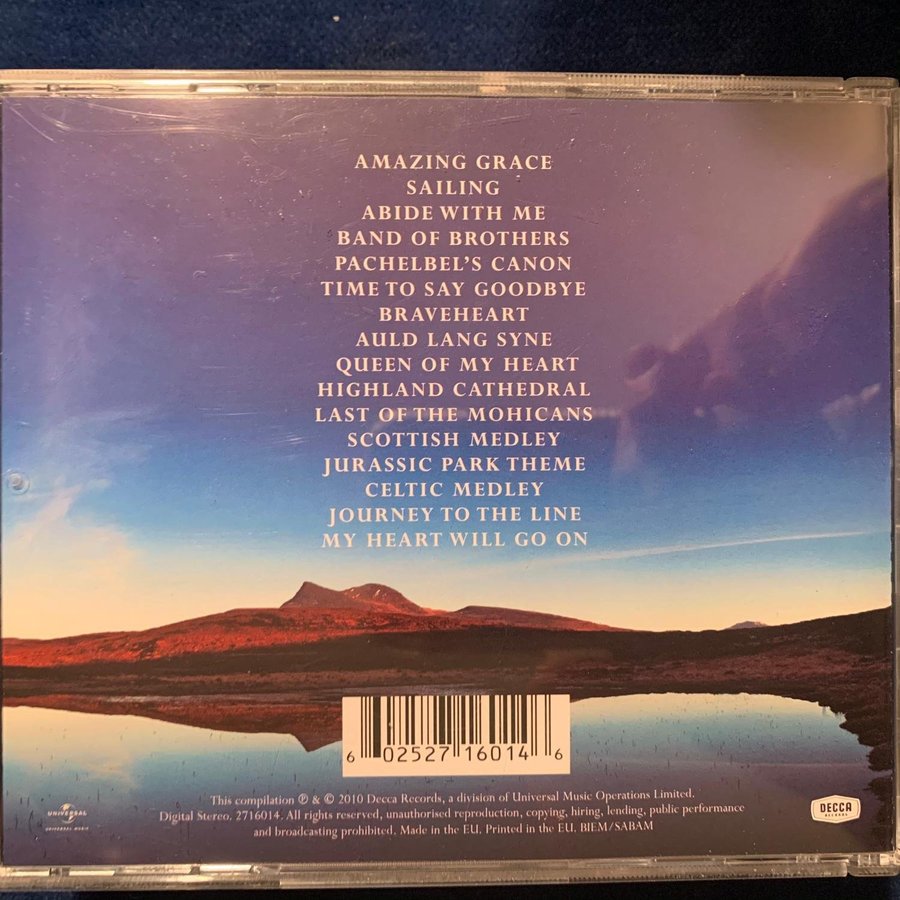 AMAZING GRACE
SAILING
ABIDE WITH ME
BAND OF BROTHERS
PACHELBEL'S CANON
TIME TO SAY GOODBYE
BRAVEHEART
AULD LANG SYNE
QUEEN OF MY HEART
HIGHLAND CATHEDRAL
LAST OF THE MOHICANS
SCOTTISH MEDLEY
JURASSIC PARK THEME
CELTIC MEDLEY
JOURNEY TO THE LINE
MY HEART WILL GO ON
6 02527 16014 6
This compilation ℗ & © 2010 Decca Records, a division of Universal Music Operations Limited.
Digital Stereo. 2716014. All rights reserved, unauthorised reproduction, copying, hiring, lending, public performance
and broadcasting prohibited. Made in the EU. Printed in the EU. BIEM/SABAM
UNIVERSAL
UNIVERSAL MUSIC
DECCA
RECORDS